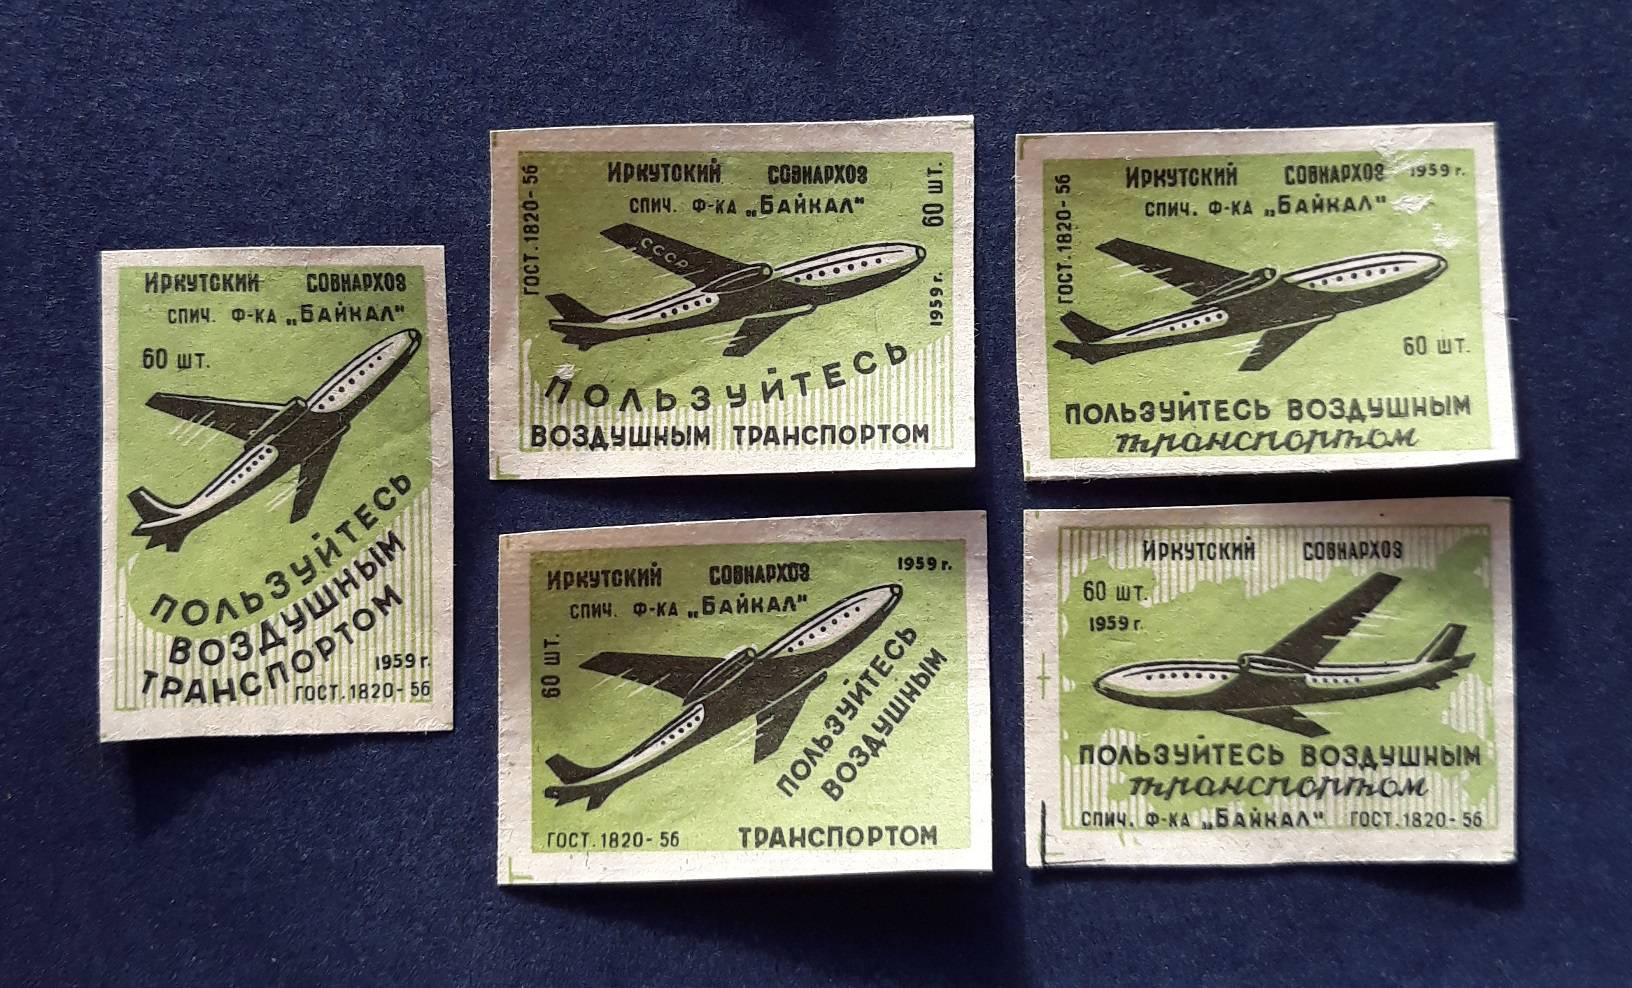 Иркутский совнархоз
спич. ф-ка „Байкал“
60 шт.
ПОЛЬЗУЙТЕСЬ
ВОЗДУШНЫМ
ТРАНСПОРТОМ
1959 г.
ГОСТ.1820-56
Иркутский совнархоз
спич. ф-ка „Байкал“
ГОСТ.1820-56
60 шт.
1959 г.
СССР
ПОЛЬЗУЙТЕСЬ
ВОЗДУШНЫМ ТРАНСПОРТОМ
Иркутский совнархоз 1959 г.
спич. ф-ка „Байкал“
ГОСТ.1820-56
60 шт.
ПОЛЬЗУЙТЕСЬ ВОЗДУШНЫМ
транспортом
1959 г.
Иркутский совнархоз
спич. ф-ка „Байкал“
60 шт.
ПОЛЬЗУЙТЕСЬ
ВОЗДУШНЫМ
ГОСТ.1820-56 ТРАНСПОРТОМ
Иркутский совнархоз
60 шт.
1959 г.
ПОЛЬЗУЙТЕСЬ ВОЗДУШНЫМ
транспортом
спич. ф-ка „Байкал“ ГОСТ.1820-56